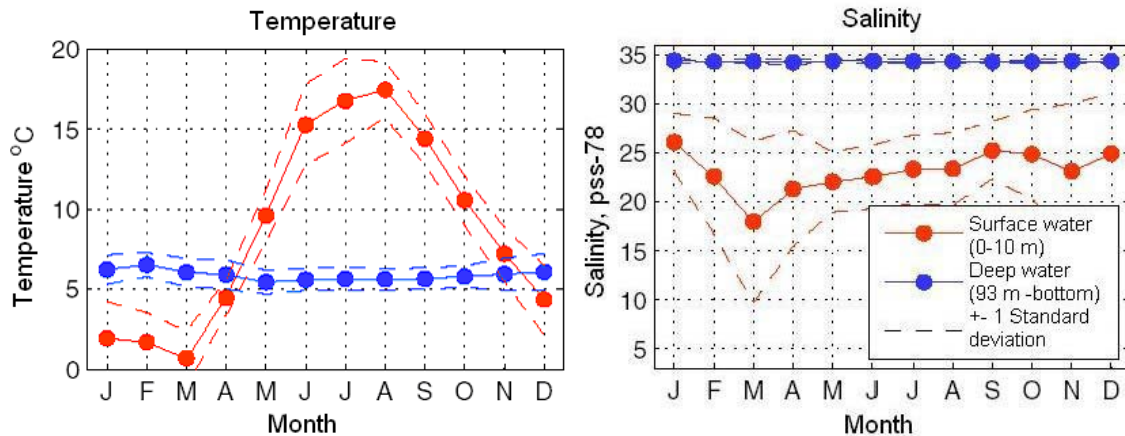 Temperature
Temperature °C
20
15
10
5
0
J F M A M J J A S O N D
Month
Salinity
Salinity, pss-78
35
30
25
20
15
10
5
J F M A M J J A S O N D
Month
Surface water
(0-10 m)
Deep water
(93 m -bottom)
+- 1 Standard
deviation